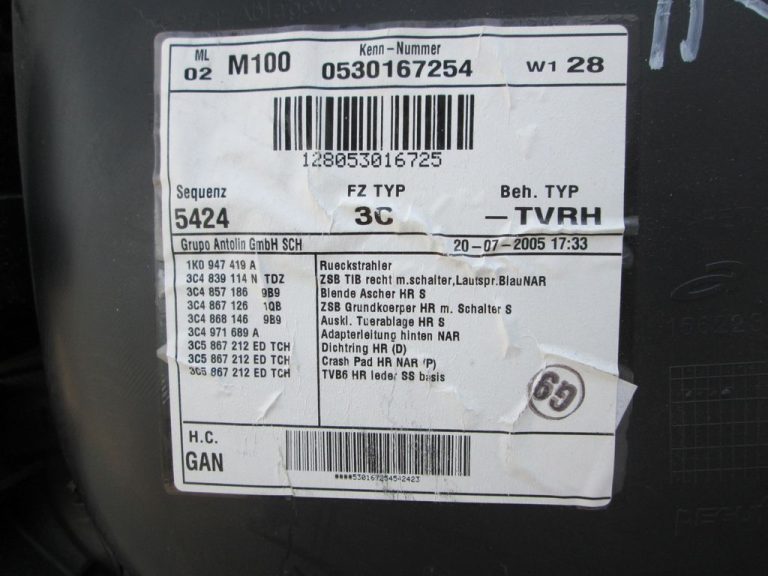 ML Kenn-Nummer
02 M100 0530167254 W1 28
128053016725
Sequenz FZ TYP Beh. TYP
5424 3C -TVRH
Grupo Antolin GmbH SCH 20-07-2005 17:33
1K0 947 419 A Rueckstrahler
3C4 839 114 N TDZ ZSB TIB recht m.schalter,Lautspr.BlauNAR
3C4 857 186 9B9 Blende Ascher HR S
3C4 867 126 1QB ZSB Grundkoerper HR m. Schalter S
3C4 868 146 9B9 Auskl. Tuerablage HR S
3C4 971 689 A Adapterleitung hinten NAR
3C5 867 212 ED TCH Dichtring HR (D)
3C5 867 212 ED TCH Crash Pad HR NAR (P)
3C5 867 212 ED TCH TVB6 HR leder SS basis
69
H.C.
GAN
****530167254542423